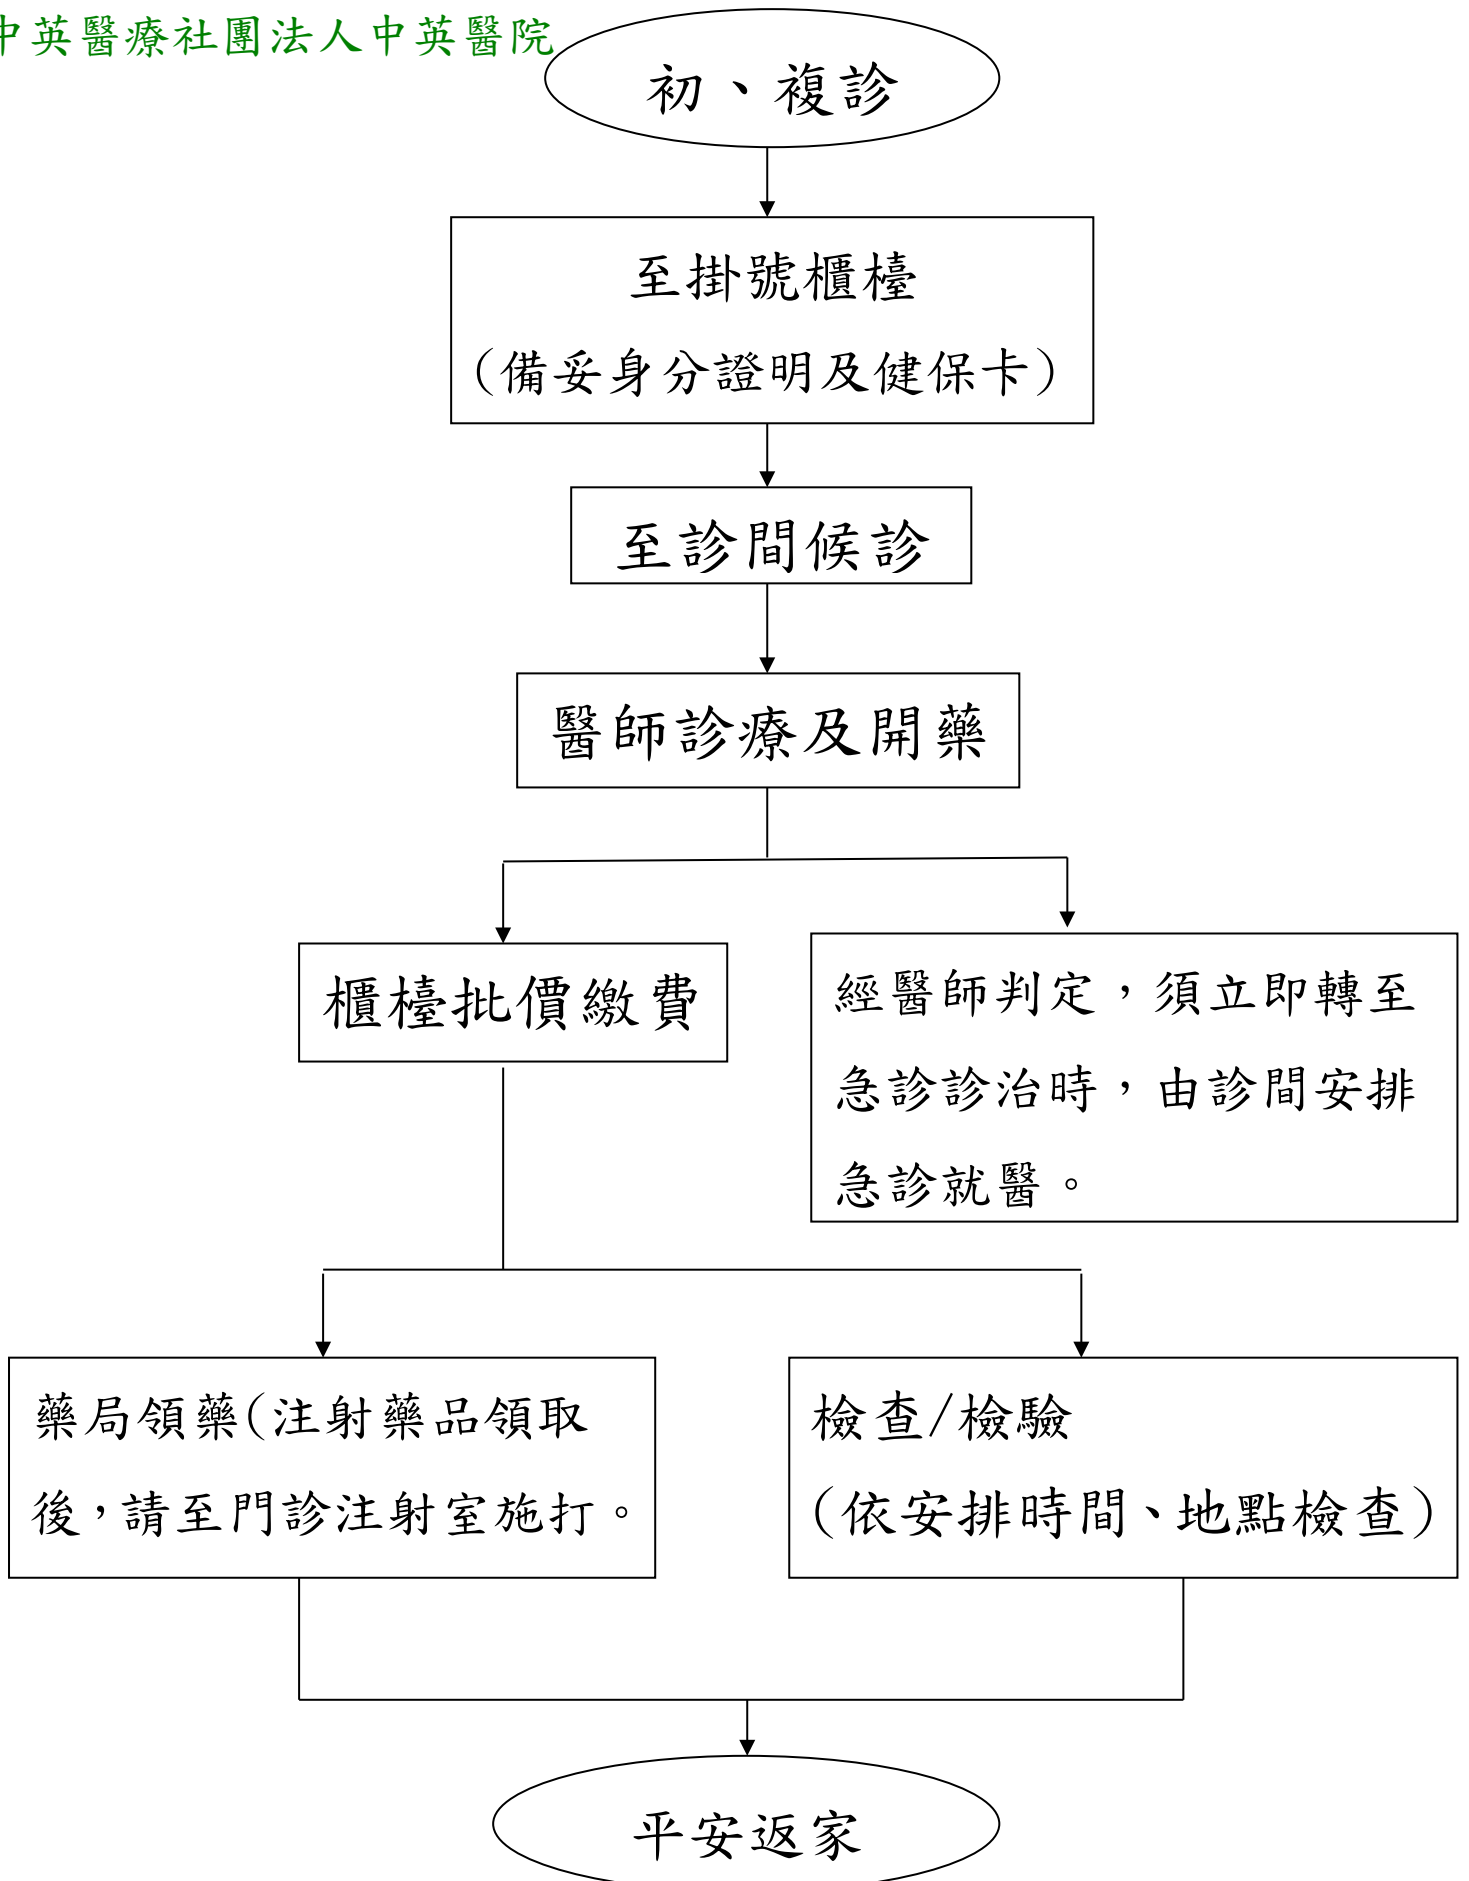 中英醫療社團法人中英醫院
初、複診
至掛號櫃檯
(備妥身分證明及健保卡)
至診間候診
醫師診療及開藥
櫃檯批價繳費
經醫師判定，須立即轉至
急診診治時，由診間安排
急診就醫。
藥局領藥(注射藥品領取
後，請至門診注射室施打。
檢查/檢驗
(依安排時間、地點檢查)
平安返家